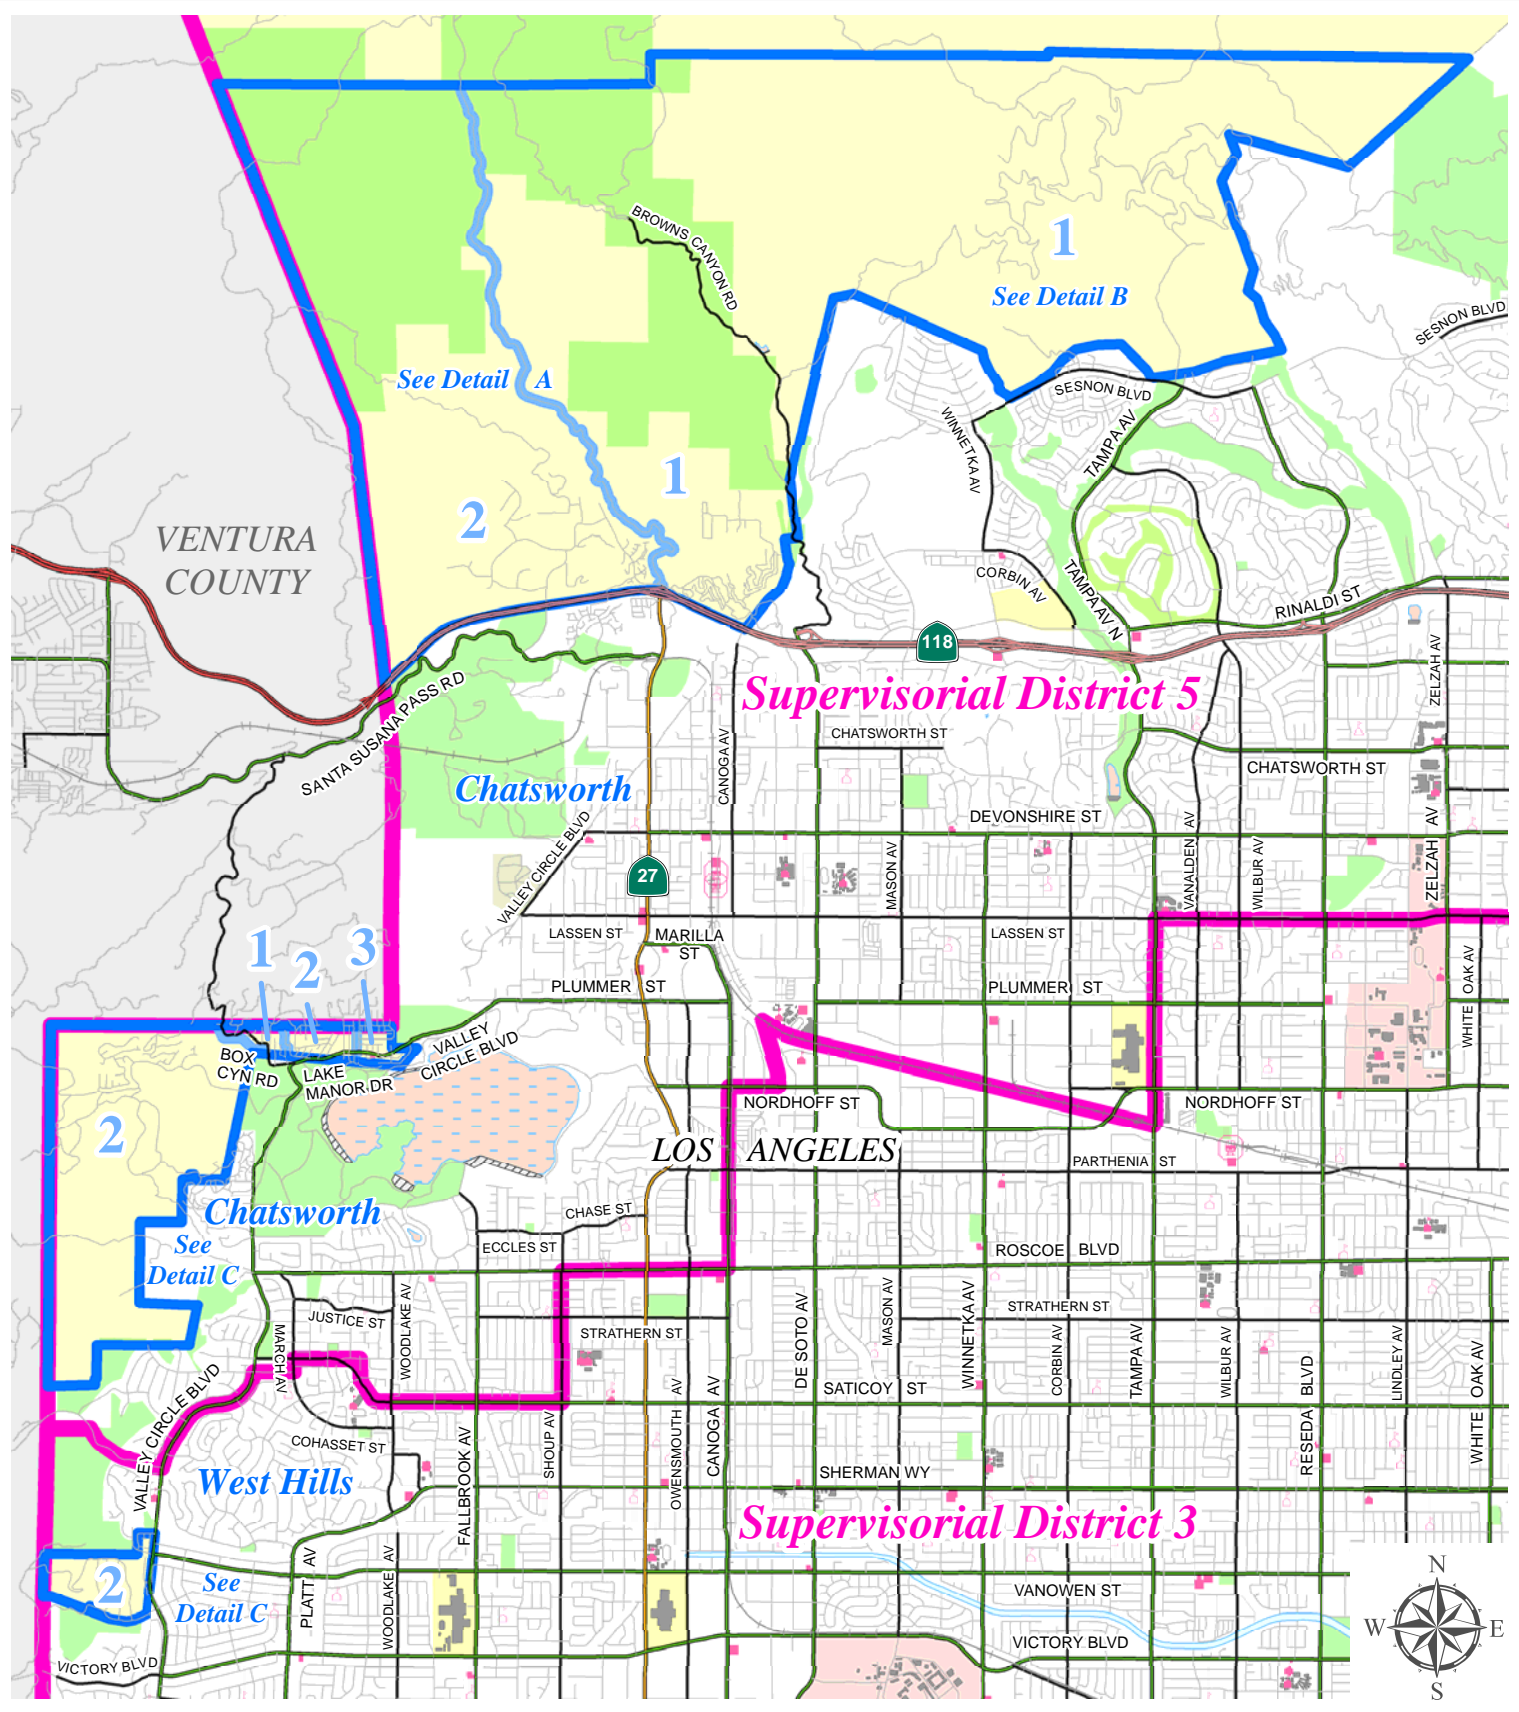 BROWNS CANYON RD
1
See Detail B
SESNON BLVD
See Detail A
SESNON BLVD
WINNETKA AV
TAMPA AV
1
2
VENTURA
COUNTY
CORBIN AV
TAMPA AV N
RINALDI ST
118
ZELZAH AV
SANTA SUSANA PASS RD
Supervisorial District 5
CHATSWORTH ST
CANOGA AV
CHATSWORTH ST
Chatsworth
DEVONSHIRE ST
VALLEY CIRCLE BLVD
27
MASON AV
VANALDEN AV
WILBUR AV
ZELZAH AV
LASSEN ST
MARILLA
ST
LASSEN ST
1
2
3
PLUMMER ST
PLUMMER ST
WHITE OAK AV
VALLEY
CIRCLE BLVD
BOX
CYN RD
LAKE
MANOR DR
NORDHOFF ST
NORDHOFF ST
2
LOS ANGELES
PARTHENIA ST
Chatsworth
CHASE ST
See
Detail C
ECCLES ST
ROSCOE BLVD
JUSTICE ST
WOODLAKE AV
STRATHERN ST
STRATHERN ST
MARCH AV
DE SOTO AV
MASON AV
WINNETKA AV
CORBIN AV
TAMPA AV
WILBUR AV
RESEDA BLVD
LINDLEY AV
WHITE OAK AV
SATICOY ST
VALLEY CIRCLE BLVD
COHASSET ST
FALLBROOK AV
SHOUP AV
OWENSMOUTH AV
CANOGA AV
West Hills
SHERMAN WY
Supervisorial District 3
2
See
Detail C
PLATT AV
WOODLAKE AV
VANOWEN ST
VICTORY BLVD
VICTORY BLVD
N
W
E
S